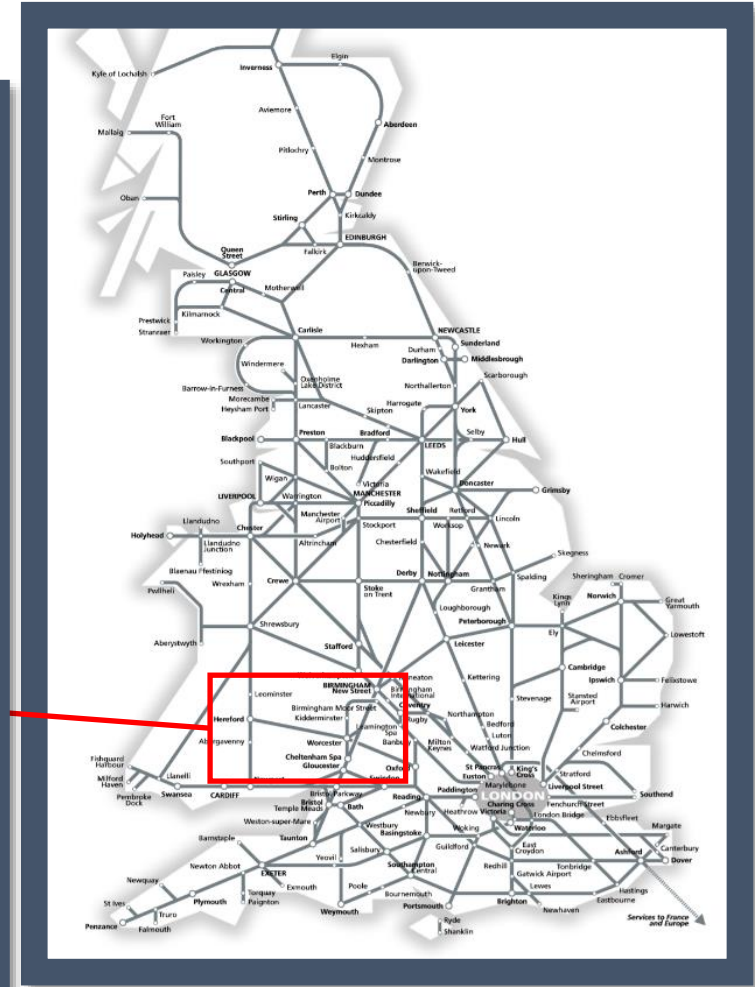 Elgin
Inverness
Kyle of Lochalsh
Aviemore
Fort
William
Mallaig
Aberdeen
Pitlochry
Montrose
Perth
Dundee
Oban
Stirling
Kirkcaldy
EDINBURGH
Queen
Street
Falkirk
Berwick-
upon-Tweed
Paisley
GLASGOW
Central
Motherwell
Kilmarnock
Prestwick
Stranraer
Carlisle
NEWCASTLE
Workington
Hexham
Durham
Sunderland
Darlington
Middlesbrough
Windermere
Scarborough
Oxenholme
Lake District
Northallerton
Barrow-in-Furness
Morecambe
Heysham Port
Lancaster
Harrogate
Skipton
York
Blackpool
Preston
Bradford
Selby
Blackburn
LEEDS
Hull
Huddersfield
Southport
Bolton
Wakefield
Wigan
Victoria
Doncaster
MANCHESTER
Piccadilly
Grimsby
LIVERPOOL
Warrington
Manchester
Airport
Sheffield
Retford
Llandudno
Chester
Stockport
Worksop
Lincoln
Holyhead
Llandudno
Junction
Altrincham
Chesterfield
Newark
Skegness
Blaenau Ffestiniog
Wrexham
Crewe
Stoke
on Trent
Derby
Nottingham
Grantham
Spalding
Sheringham
Cromer
Pwllheli
Kings
Lynn
Norwich
Great
Yarmouth
Loughborough
Shrewsbury
Peterborough
Ely
Lowestoft
Aberystwyth
Stafford
Leicester
Cambridge
Kettering
Ipswich
Felixstowe
BIRMINGHAM
New Street
Birmingham
International
Leominster
Stansted
Airport
Stevenage
Harwich
Coventry
Birmingham Moor Street
Kidderminster
Hereford
Rugby
Northampton
Leamington
Spa
Bedford
Colchester
Luton
Worcester
Banbury
Milton
Keynes
Abergavenny
Watford Junction
Chelmsford
Cheltenham Spa
Gloucester
Oxford
Fishguard
Harbour
St Pancras
Euston
King's
Cross
Stratford
Milford
Haven
Llanelli
Swindon
Marylebone
Liverpool Street
Pembroke
Dock
Swansea
CARDIFF
Bristol Parkway
Reading
Paddington
LONDON
Southend
Bristol
Temple Meads
Bath
Charing Cross
Fenchurch Street
Newbury
Heathrow
Victoria
London Bridge
Ebbsfleet
Weston-super-Mare
Waterloo
Margate
Westbury
Basingstoke
Woking
Barnstaple
Taunton
East
Croydon
Canterbury
Salisbury
Guildford
Yeovil
Ashford
Dover
Newton Abbot
Southampton
Central
Redhill
Tonbridge
EXETER
Gatwick Airport
Newquay
Exmouth
Poole
Lewes
Hastings
Torquay
Paignton
Bournemouth
Eastbourne
St Ives
Plymouth
Weymouth
Portsmouth
Brighton
Newhaven
Truro
Ryde
Services to France
and Europe
Penzance
Falmouth
Shanklin